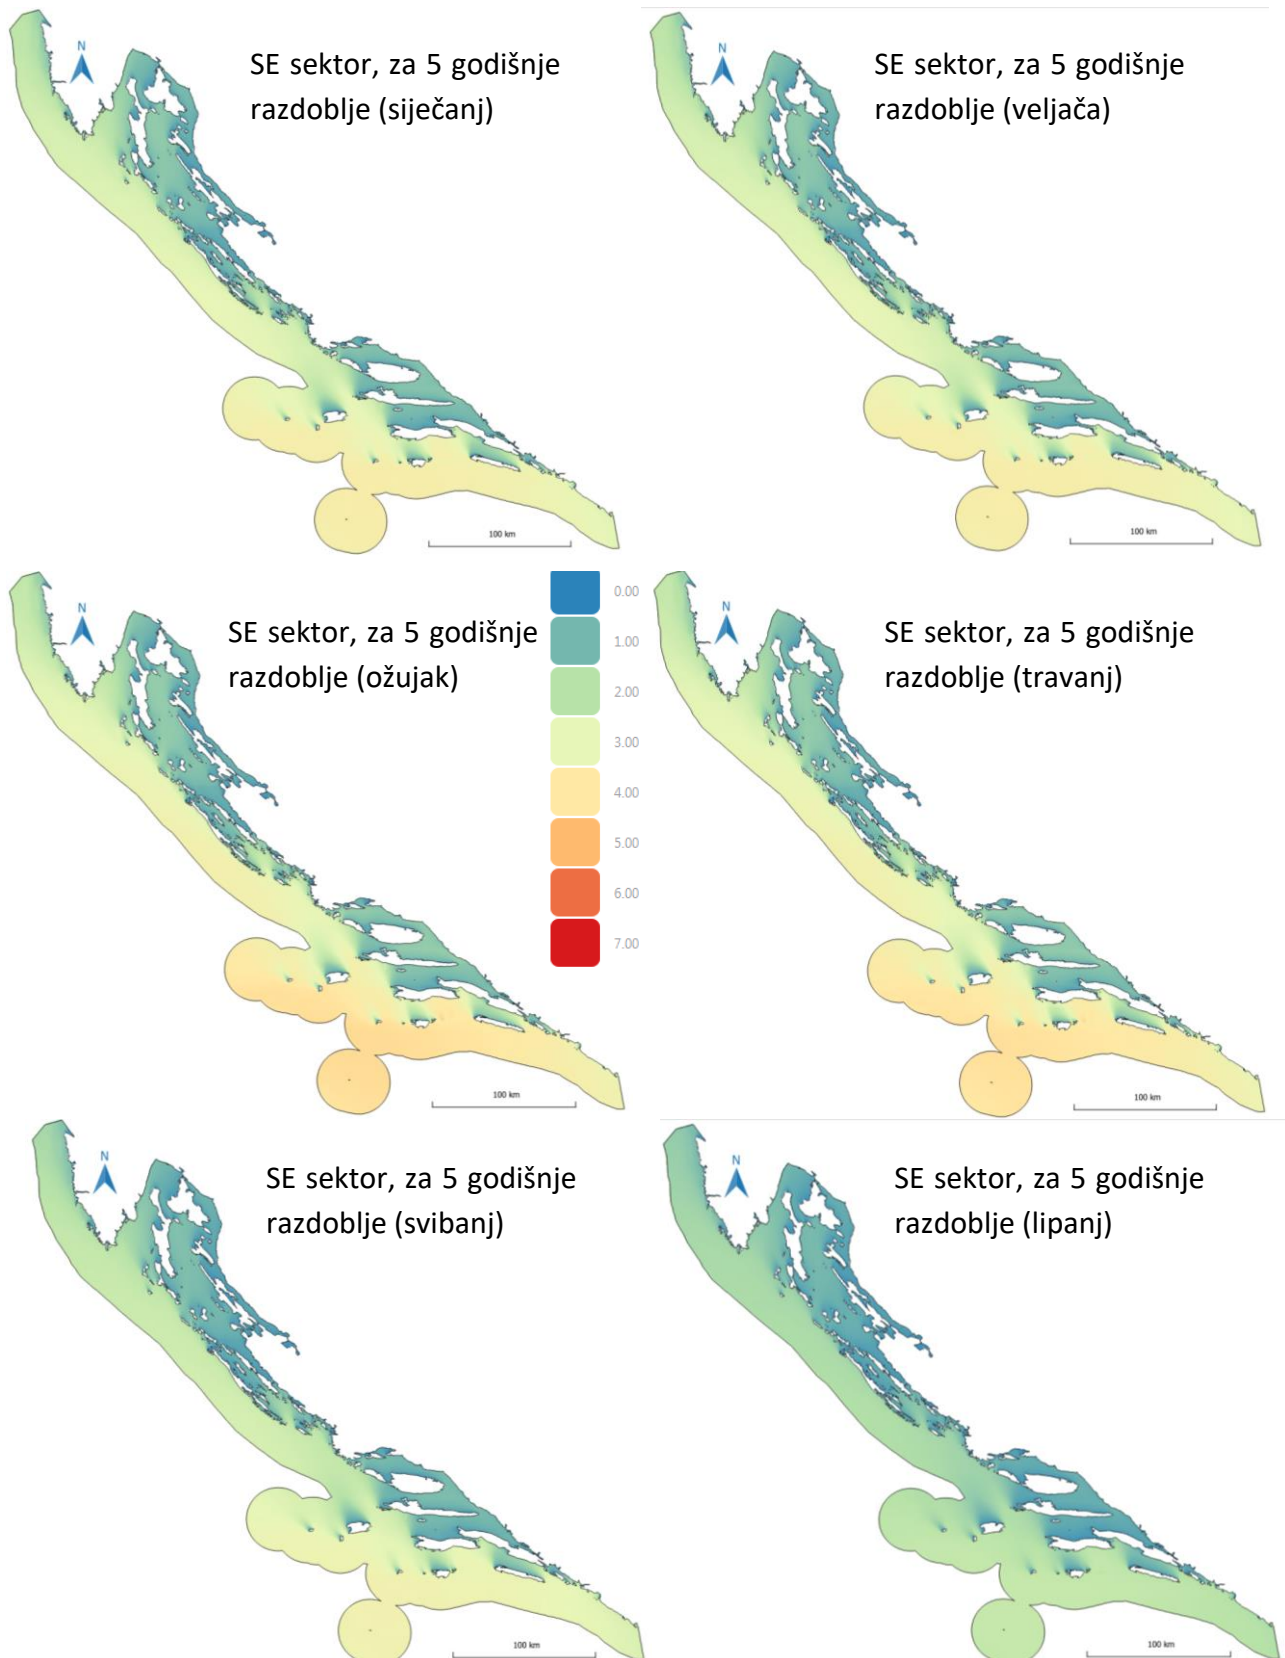 N
SE sektor, za 5 godišnje
razdoblje (siječanj)
100 km
N
SE sektor, za 5 godišnje
razdoblje (veljača)
100 km
N
SE sektor, za 5 godišnje
razdoblje (ožujak)
100 km
0.00
1.00
2.00
3.00
4.00
5.00
6.00
7.00
N
SE sektor, za 5 godišnje
razdoblje (travanj)
100 km
N
SE sektor, za 5 godišnje
razdoblje (svibanj)
100 km
N
SE sektor, za 5 godišnje
razdoblje (lipanj)
100 km